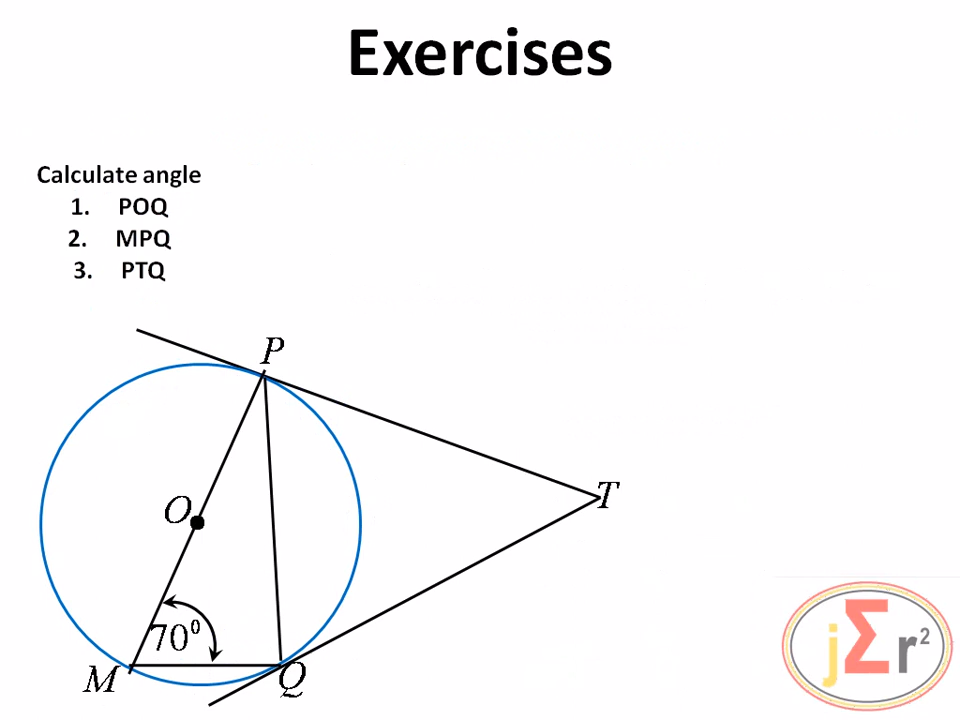 Exercises
Calculate angle
1. POQ
2. MPQ
3. PTQ
P
T
O
70⁰
M
Q
jΣr²